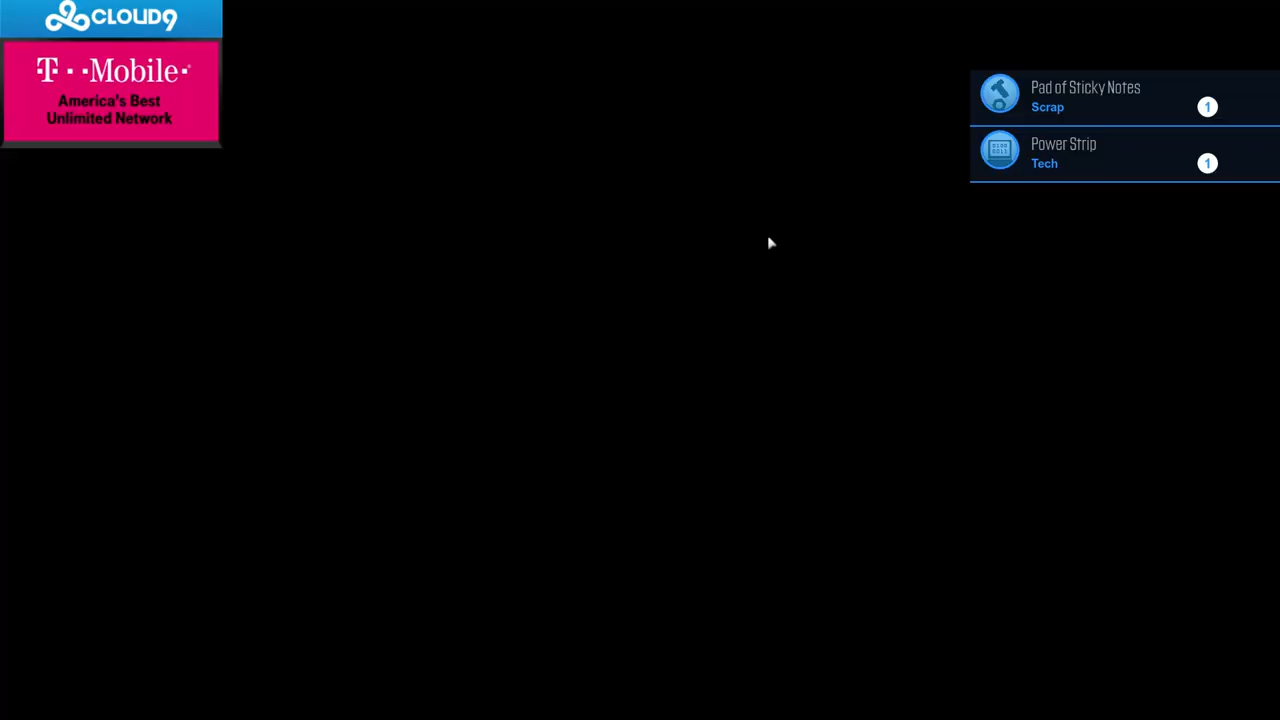 CLOUD9
T··Mobile·
America's Best
Unlimited Network
Pad of Sticky Notes
Scrap
1
Power Strip
Tech
1